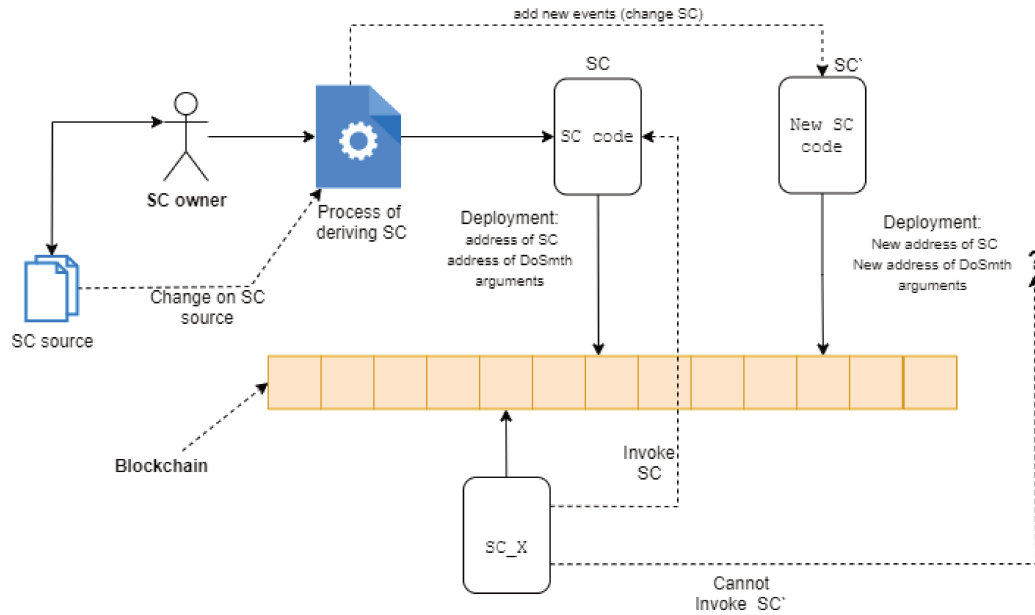 add new events (change SC)
SC
SC`
SC code
New SC
code
SC owner
Process of
deriving SC
Deployment:
address of SC
address of DoSmth
arguments
Deployment:
New address of SC
New address of DoSmth
arguments
?
Change on SC
source
SC source
Blockchain
Invoke
SC
SC_X
Cannot
Invoke SC`